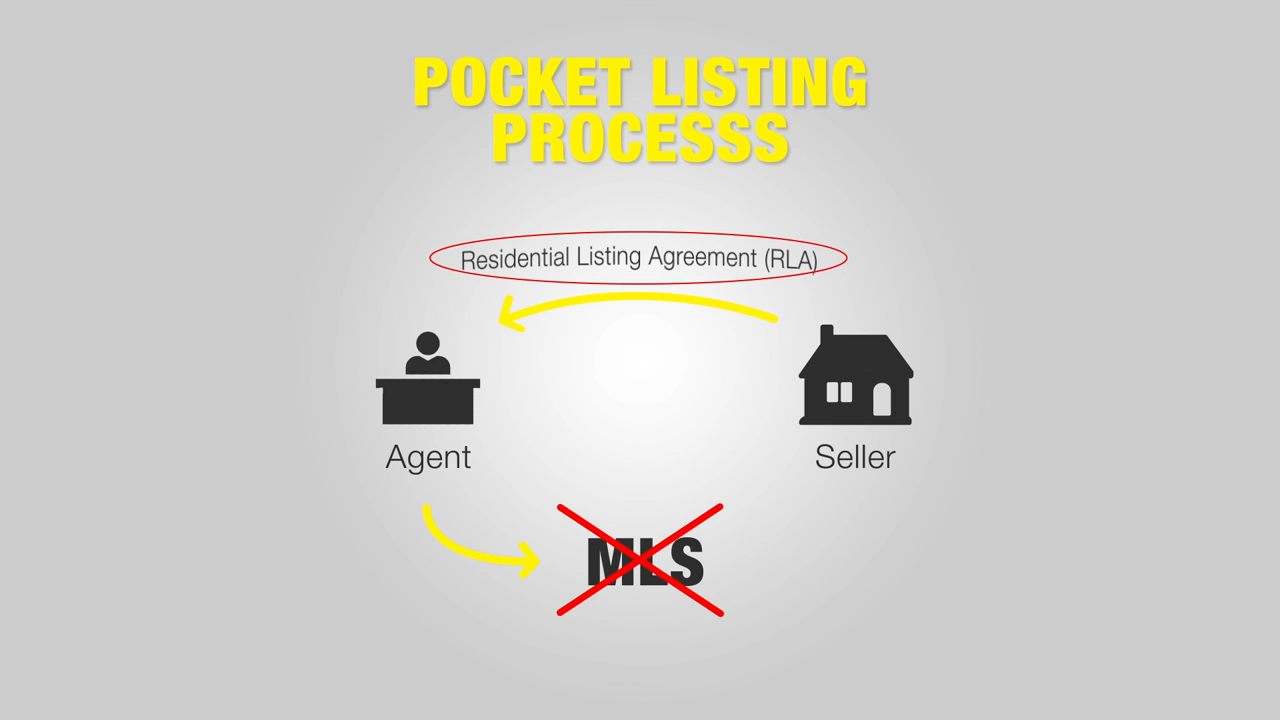 POCKET LISTING
PROCESSS
Residential Listing Agreement (RLA)
Agent
Seller
MLS